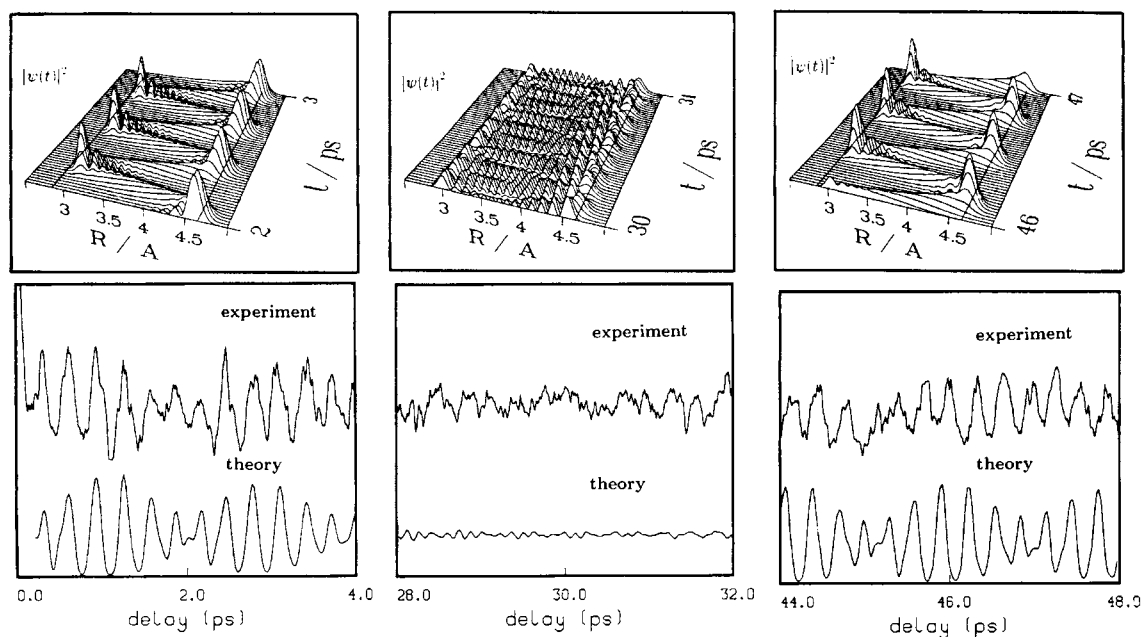 |ψ(t)|²
3
t / ps
2
3
3.5
4
4.5
R / A
|ψ(t)|²
31
t / ps
30
3
3.5
4
4.5
R / A
|ψ(t)|²
47
t / ps
46
3
3.5
4
4.5
R / A
experiment
theory
0.0 2.0 4.0
delay (ps)
experiment
theory
28.0 30.0 32.0
delay (ps)
experiment
theory
44.0 46.0 48.0
delay (ps)